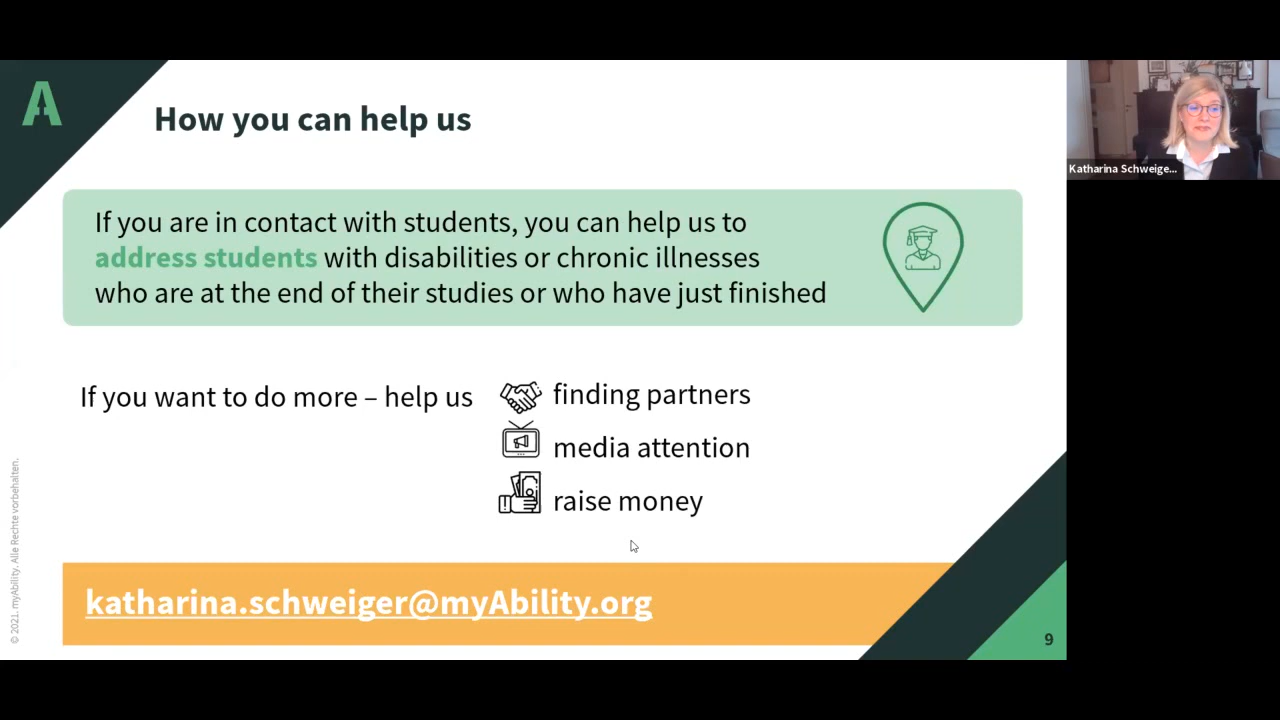 A
How you can help us
Katharina Schweige...
If you are in contact with students, you can help us to
address students with disabilities or chronic illnesses
who are at the end of their studies or who have just finished
If you want to do more – help us
finding partners
media attention
raise money
© 2021. myAbility. Alle Rechte vorbehalten.
katharina.schweiger@myAbility.org
9